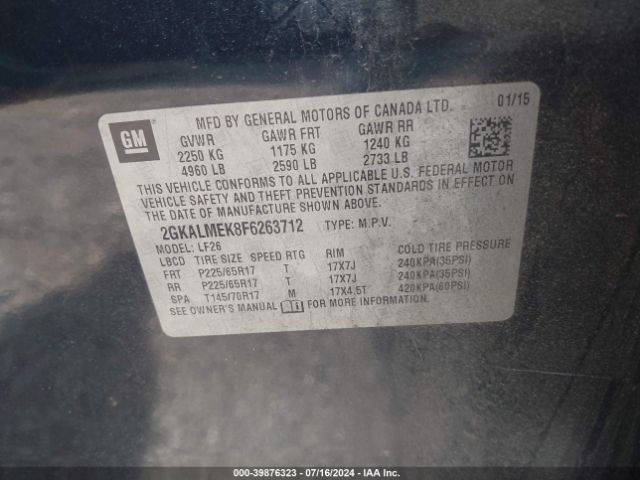 MFD BY GENERAL MOTORS OF CANADA LTD. 01/15
GM
GVWR GAWR FRT GAWR RR
2250 KG 1175 KG 1240 KG
4960 LB 2590 LB 2733 LB
THIS VEHICLE CONFORMS TO ALL APPLICABLE U.S. FEDERAL MOTOR
VEHICLE SAFETY AND THEFT PREVENTION STANDARDS IN EFFECT ON
THE DATE OF MANUFACTURE SHOWN ABOVE.
2GKALMEK8F6263712 TYPE: M.P.V.
MODEL: LF26
LBCD TIRE SIZE SPEED RTG RIM COLD TIRE PRESSURE
FRT P225/65R17 T 17X7J 240KPA(35PSI)
RR P225/65R17 T 17X7J 240KPA(35PSI)
SPA T145/70R17 M 17X4.5T 420KPA(60PSI)
SEE OWNER'S MANUAL FOR MORE INFORMATION.
000-39876323 - 07/16/2024 - IAA Inc.